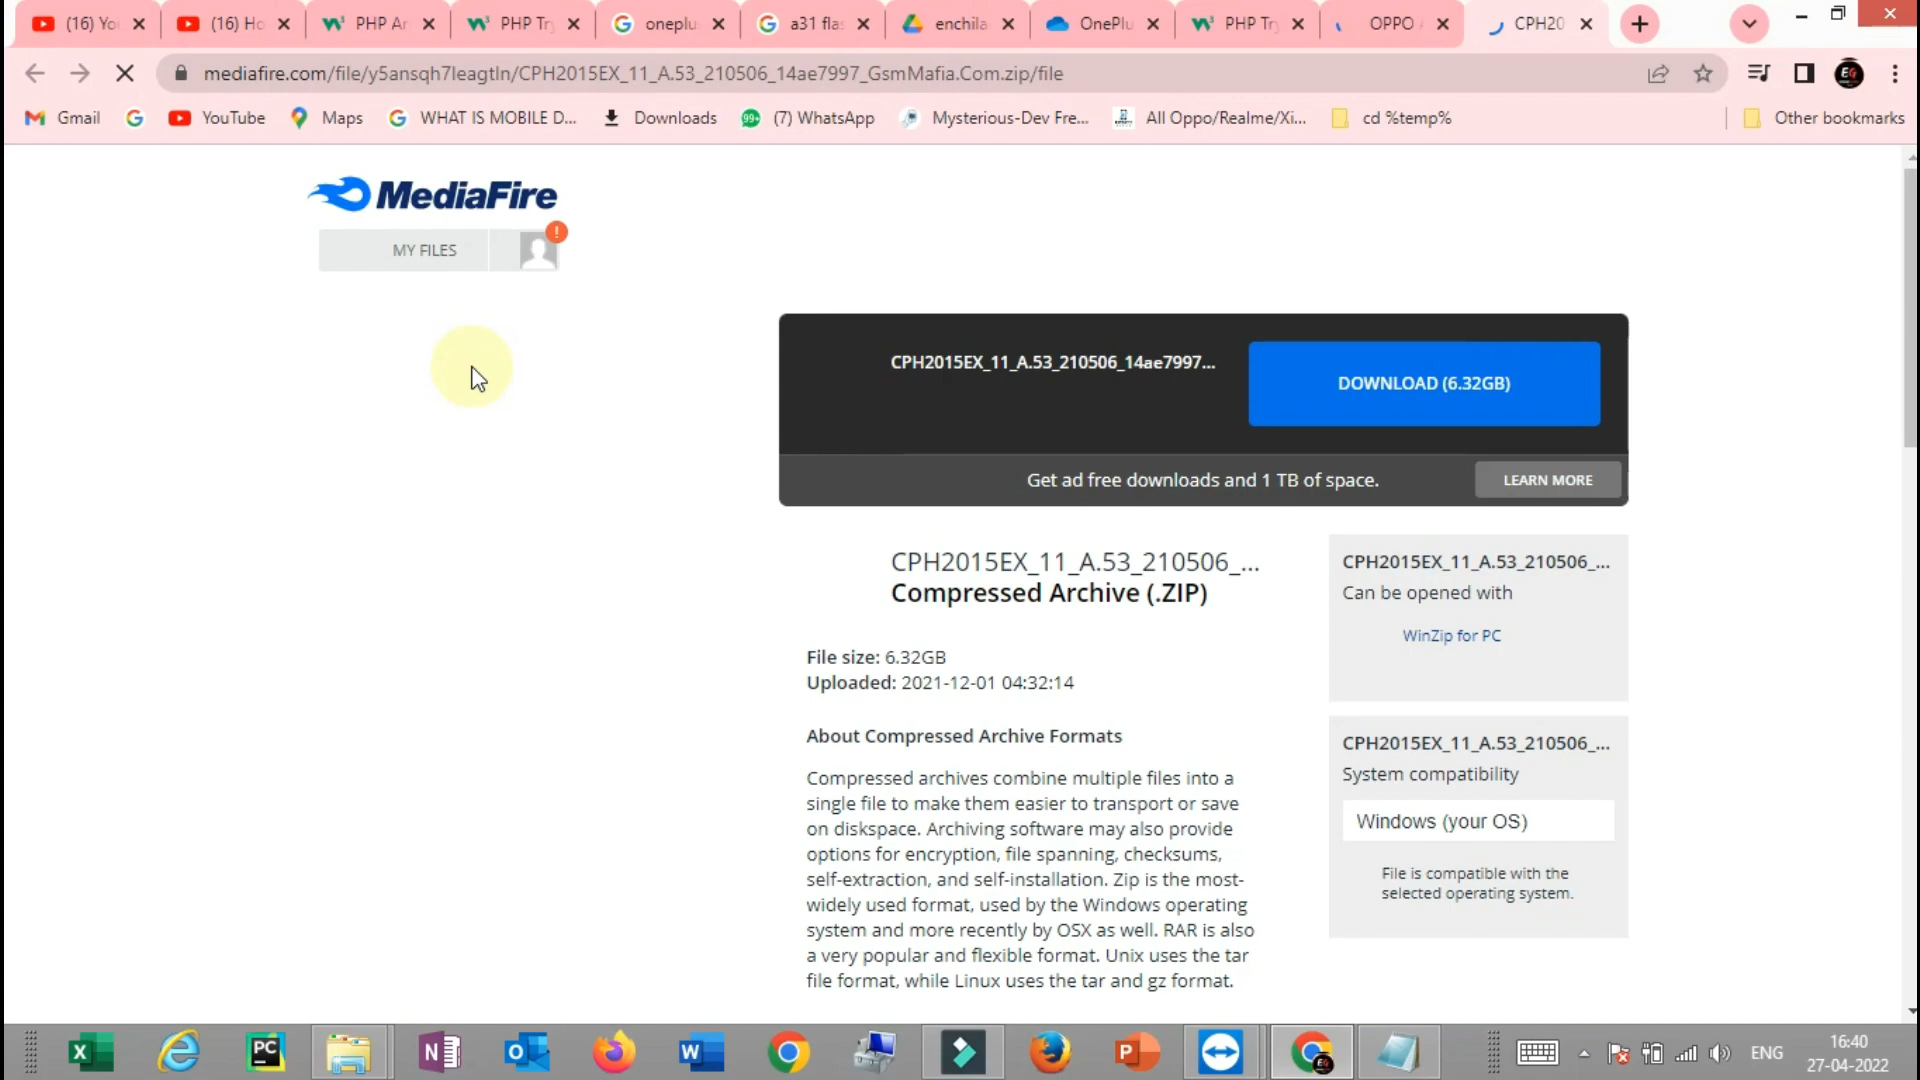 (16) Yo
(16) Ho
PHP Ar
PHP Try
oneplu
a31 flas
enchila
OnePlu
PHP Try
OPPO
CPH20
mediafire.com/file/y5ansqh7leagtln/CPH2015EX_11_A.53_210506_14ae7997_GsmMafia.Com.zip/file
EG
Gmail
YouTube
Maps
WHAT IS MOBILE D...
Downloads
99+
(7) WhatsApp
Mysterious-Dev Fre...
All Oppo/Realme/Xi...
cd %temp%
Other bookmarks
MediaFire
MY FILES
!
CPH2015EX_11_A.53_210506_14ae7997...
DOWNLOAD (6.32GB)
Get ad free downloads and 1 TB of space.
LEARN MORE
CPH2015EX_11_A.53_210506_...
Compressed Archive (.ZIP)
File size: 6.32GB
Uploaded: 2021-12-01 04:32:14
About Compressed Archive Formats
Compressed archives combine multiple files into a
single file to make them easier to transport or save
on diskspace. Archiving software may also provide
options for encryption, file spanning, checksums,
self-extraction, and self-installation. Zip is the most-
widely used format, used by the Windows operating
system and more recently by OSX as well. RAR is also
a very popular and flexible format. Unix uses the tar
file format, while Linux uses the tar and gz format.
CPH2015EX_11_A.53_210506_...
Can be opened with
WinZip for PC
CPH2015EX_11_A.53_210506_...
System compatibility
Windows (your OS)
File is compatible with the
selected operating system.
X
PC
N
O
W
P
EG
ENG
16:40
27-04-2022